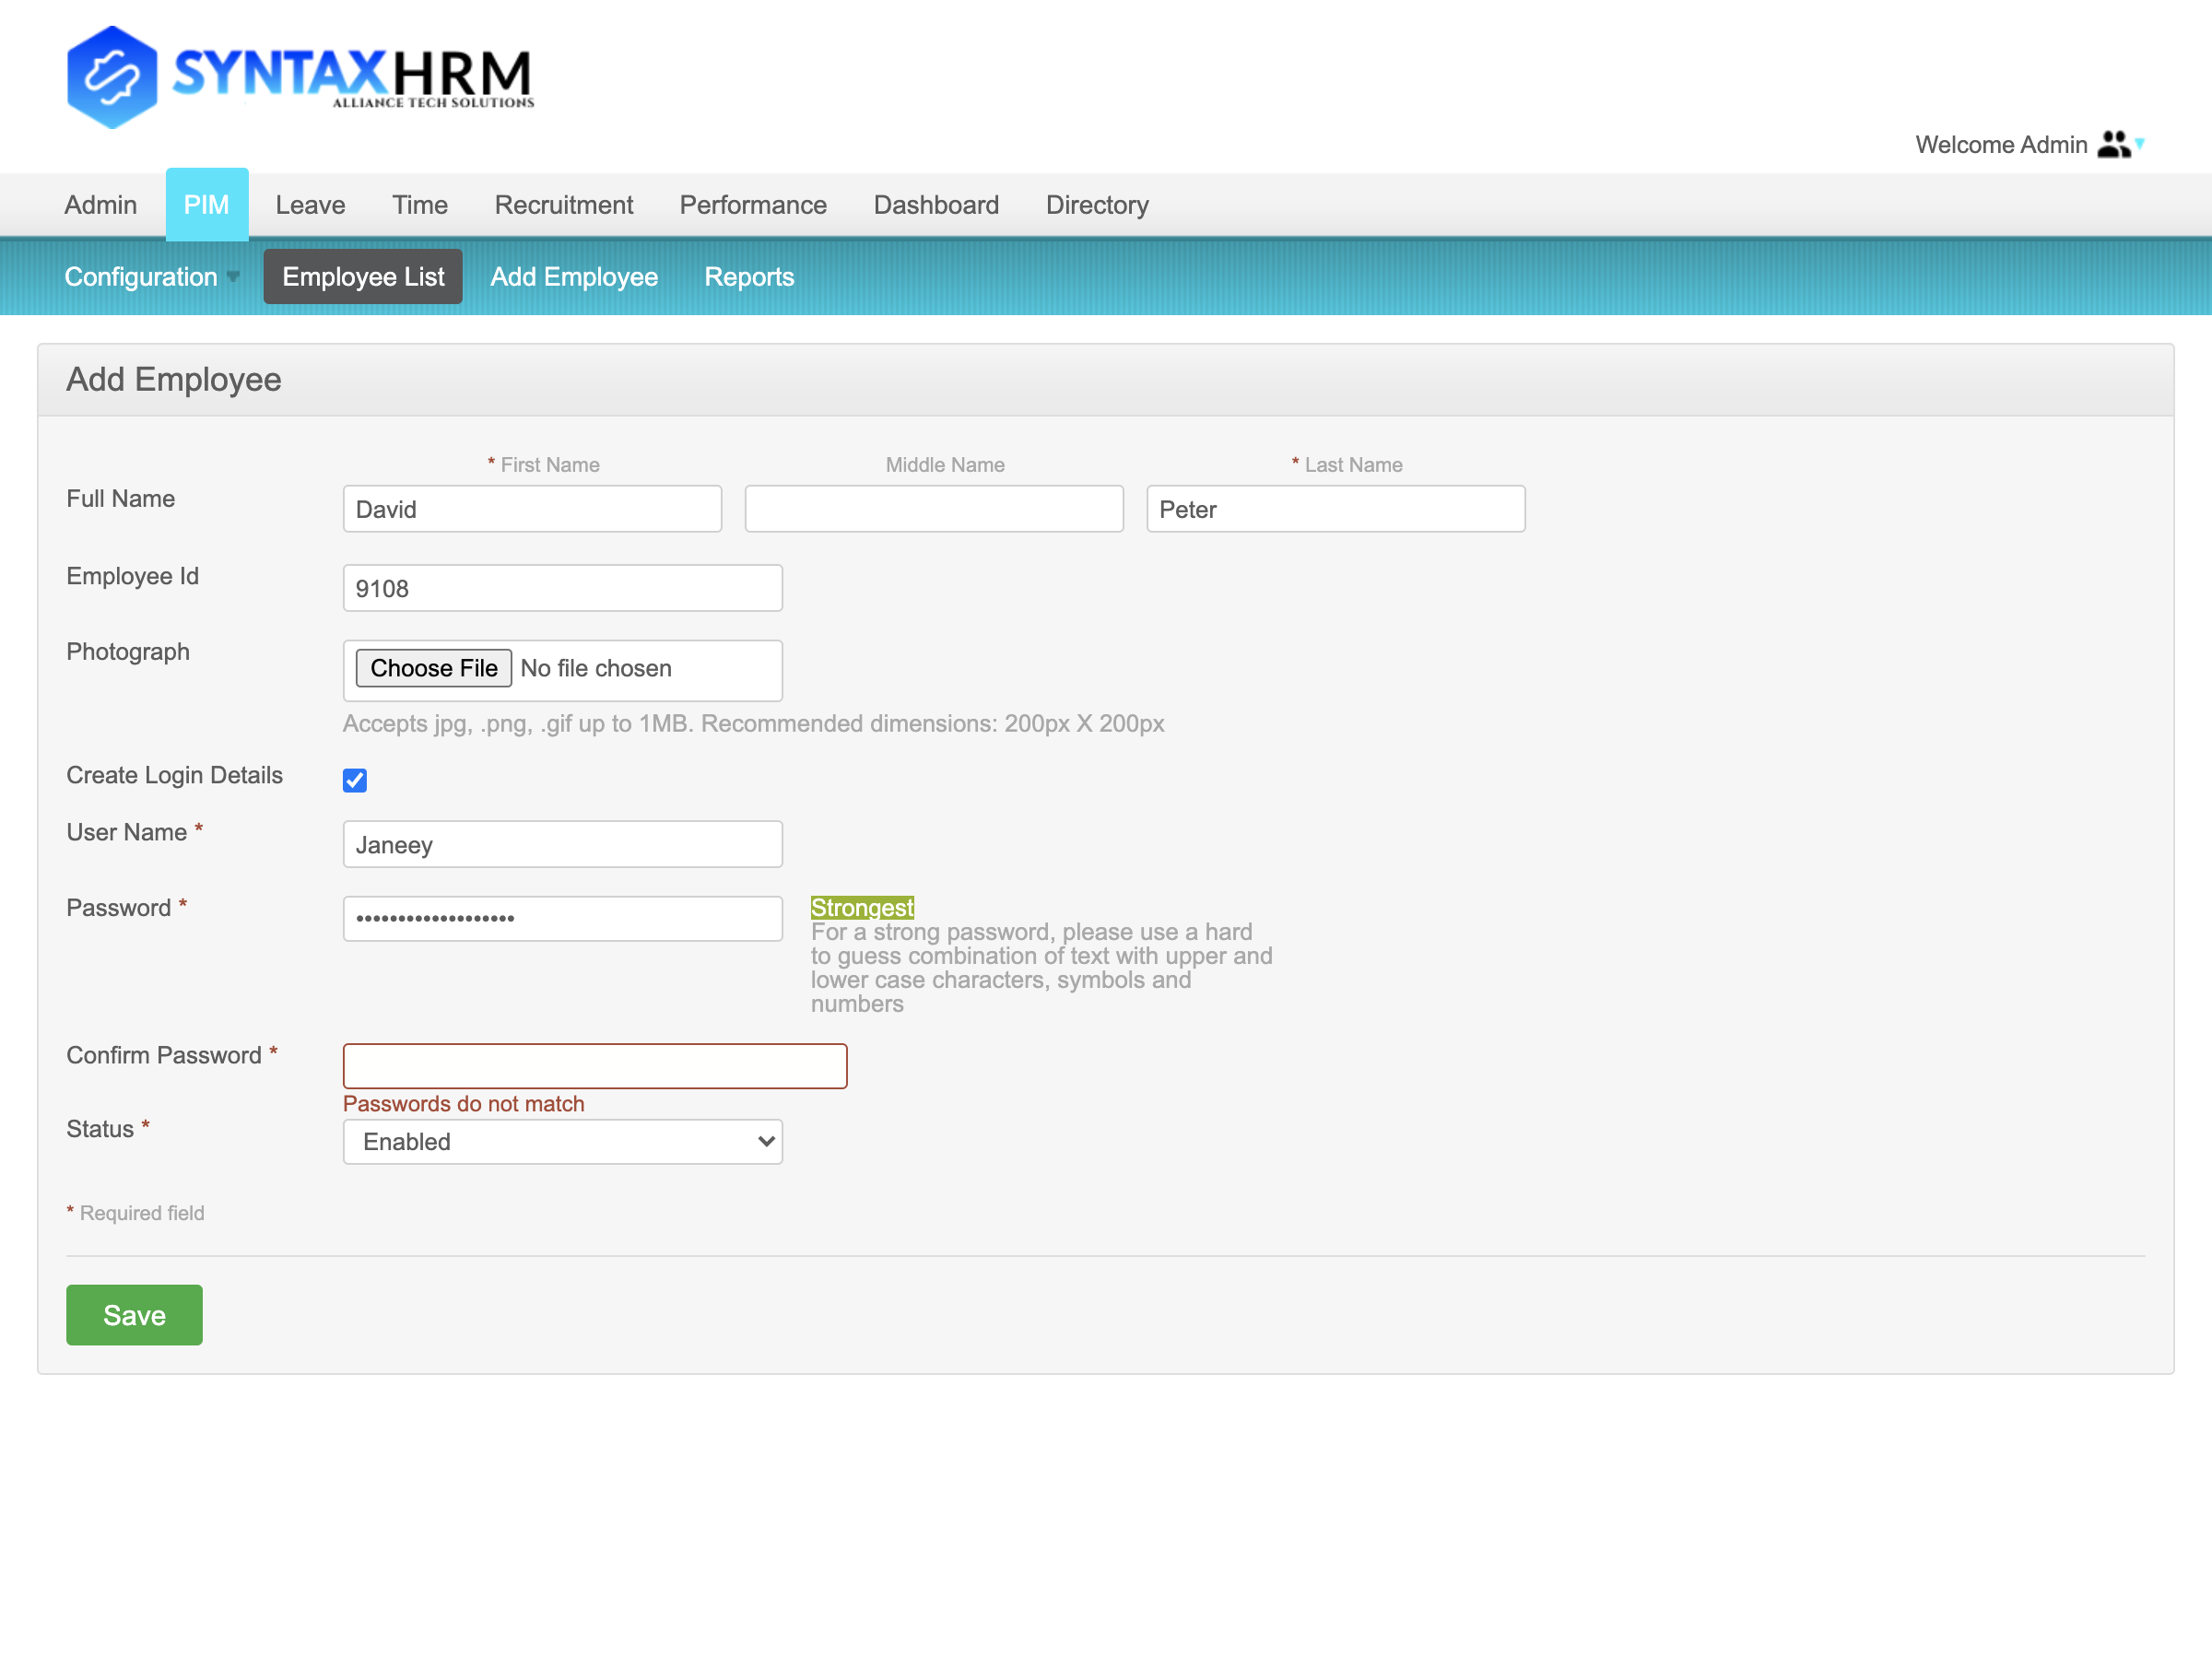 SYNTAXHRM
ALLIANCE TECH SOLUTIONS
Welcome Admin
Admin PIM Leave Time Recruitment Performance Dashboard Directory
Configuration Employee List Add Employee Reports
Add Employee
* First Name Middle Name * Last Name
Full Name David Peter
Employee Id 9108
Photograph Choose File No file chosen
Accepts jpg, .png, .gif up to 1MB. Recommended dimensions: 200px X 200px
Create Login Details
User Name * Janeey
Password * ••••••••••••••••••• Strongest
For a strong password, please use a hard
to guess combination of text with upper and
lower case characters, symbols and
numbers
Confirm Password *
Passwords do not match
Status * Enabled
* Required field
Save